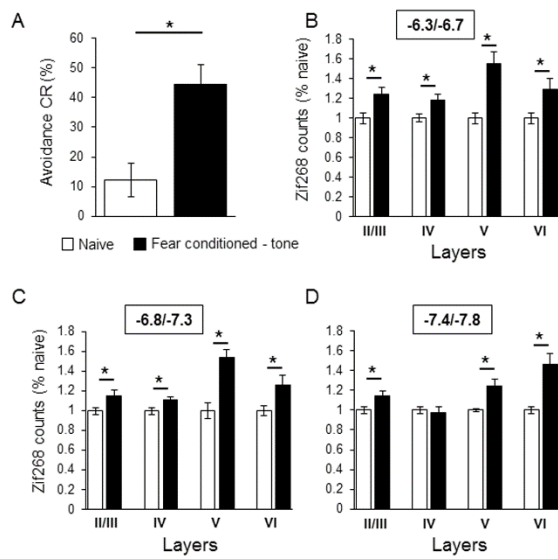 A
*
60
50
40
30
20
10
0
Avoidance CR (%)
Naive Fear conditioned - tone
B
-6.3/-6.7
* * * *
1.8
1.6
1.4
1.2
1
0.8
0.6
0.4
0.2
0
Zif268 counts (% naive)
II/III IV V VI
Layers
C
-6.8/-7.3
* * * *
1.8
1.6
1.4
1.2
1
0.8
0.6
0.4
0.2
0
Zif268 counts (% naive)
II/III IV V VI
Layers
D
-7.4/-7.8
* * *
1.8
1.6
1.4
1.2
1
0.8
0.6
0.4
0.2
0
Zif268 counts (% naive)
II/III IV V VI
Layers